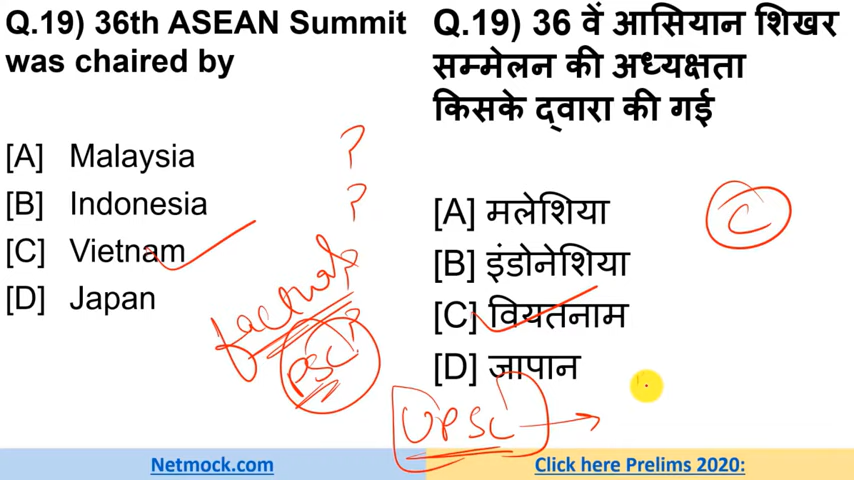 Q.19) 36th ASEAN Summit
was chaired by
[A] Malaysia
[B] Indonesia
[C] Vietnam
[D] Japan
?
?
factual
PSC
Q.19) 36 वें आसियान शिखर
सम्मेलन की अध्यक्षता
किसके द्वारा की गई
[A] मलेशिया
[B] इंडोनेशिया
[C] वियतनाम
[D] जापान
C
UPSC
Netmock.com
Click here Prelims 2020: